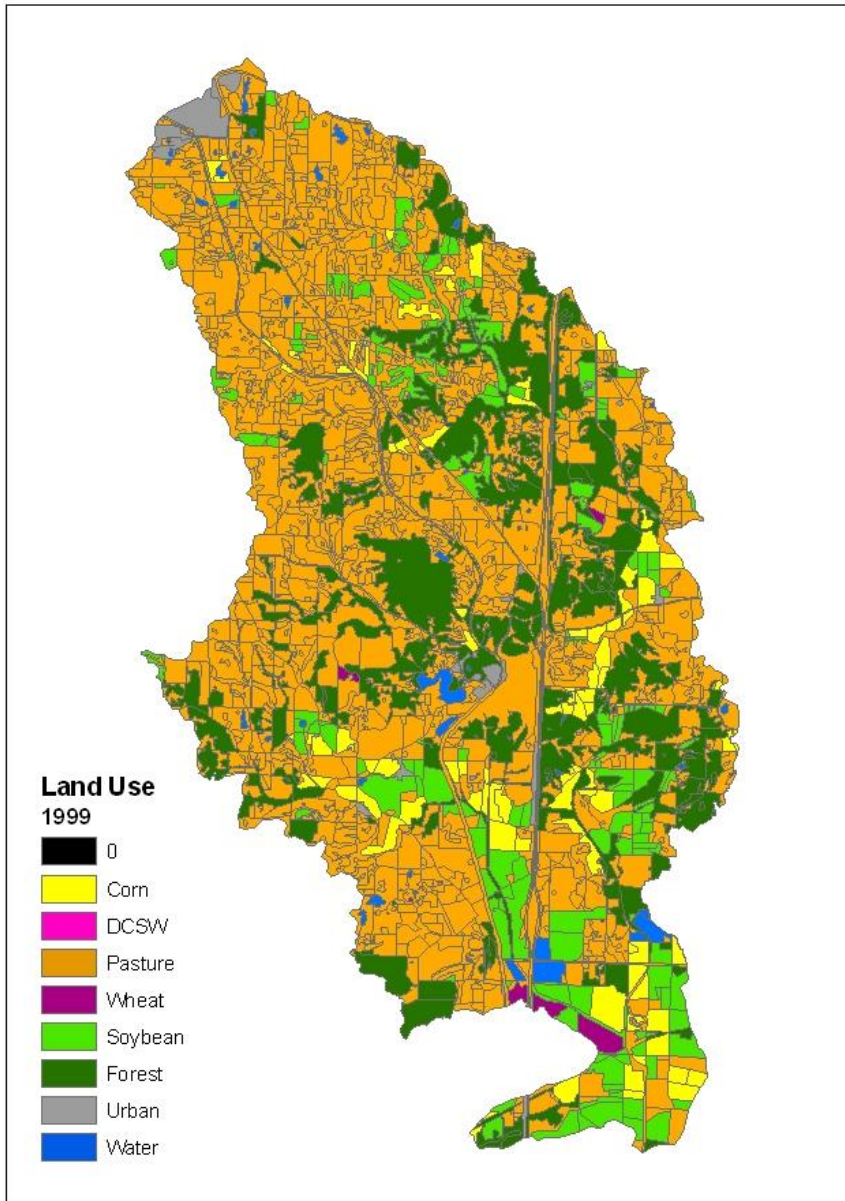 Land Use
1999
0
Corn
DCSW
Pasture
Wheat
Soybean
Forest
Urban
Water